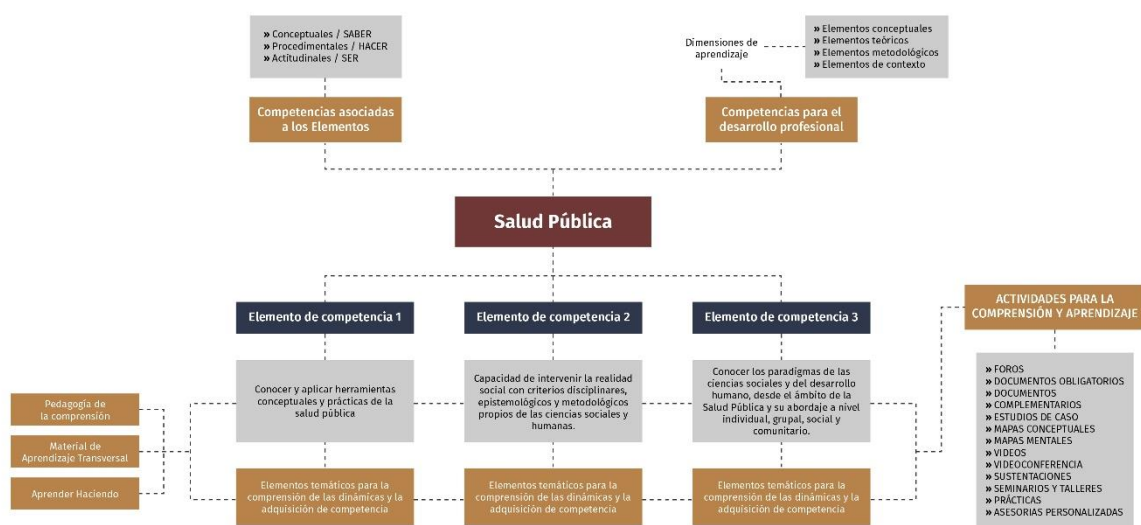 » Conceptuales / SABER
» Procedimentales / HACER
» Actitudinales / SER
Competencias asociadas
a los Elementos
Dimensiones de
aprendizaje
» Elementos conceptuales
» Elementos teóricos
» Elementos metodológicos
» Elementos de contexto
Competencias para el
desarrollo profesional
Salud Pública
Elemento de competencia 1
Elemento de competencia 2
Elemento de competencia 3
Conocer y aplicar herramientas
conceptuales y prácticas de la
salud pública
Capacidad de intervenir la realidad
social con criterios disciplinares,
epistemológicos y metodológicos
propios de las ciencias sociales y
humanas.
Conocer los paradigmas de las
ciencias sociales y del desarrollo
humano, desde el ámbito de la
Salud Pública y su abordaje a nivel
individual, grupal, social y
comunitario.
Pedagogía de
la comprensión
Material de
Aprendizaje Transversal
Aprender Haciendo
Elementos temáticos para la
comprensión de las dinámicas y la
adquisición de competencia
Elementos temáticos para la
comprensión de las dinámicas y la
adquisición de competencia
Elementos temáticos para la
comprensión de las dinámicas y la
adquisición de competencia
ACTIVIDADES PARA LA
COMPRENSIÓN Y APRENDIZAJE
» FOROS
» DOCUMENTOS OBLIGATORIOS
» DOCUMENTOS
» COMPLEMENTARIOS
» ESTUDIOS DE CASO
» MAPAS CONCEPTUALES
» MAPAS MENTALES
» VIDEOS
» VIDEOCONFERENCIA
» SUSTENTACIONES
» SEMINARIOS Y TALLERES
» PRÁCTICAS
» ASESORIAS PERSONALIZADAS